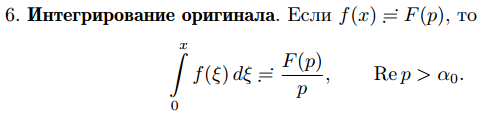 6. Интегрирование оригинала. Если f(x) ≓ F(p), то
∫₀ˣ f(ξ) dξ ≓ F(p)/p, Re p > α₀.